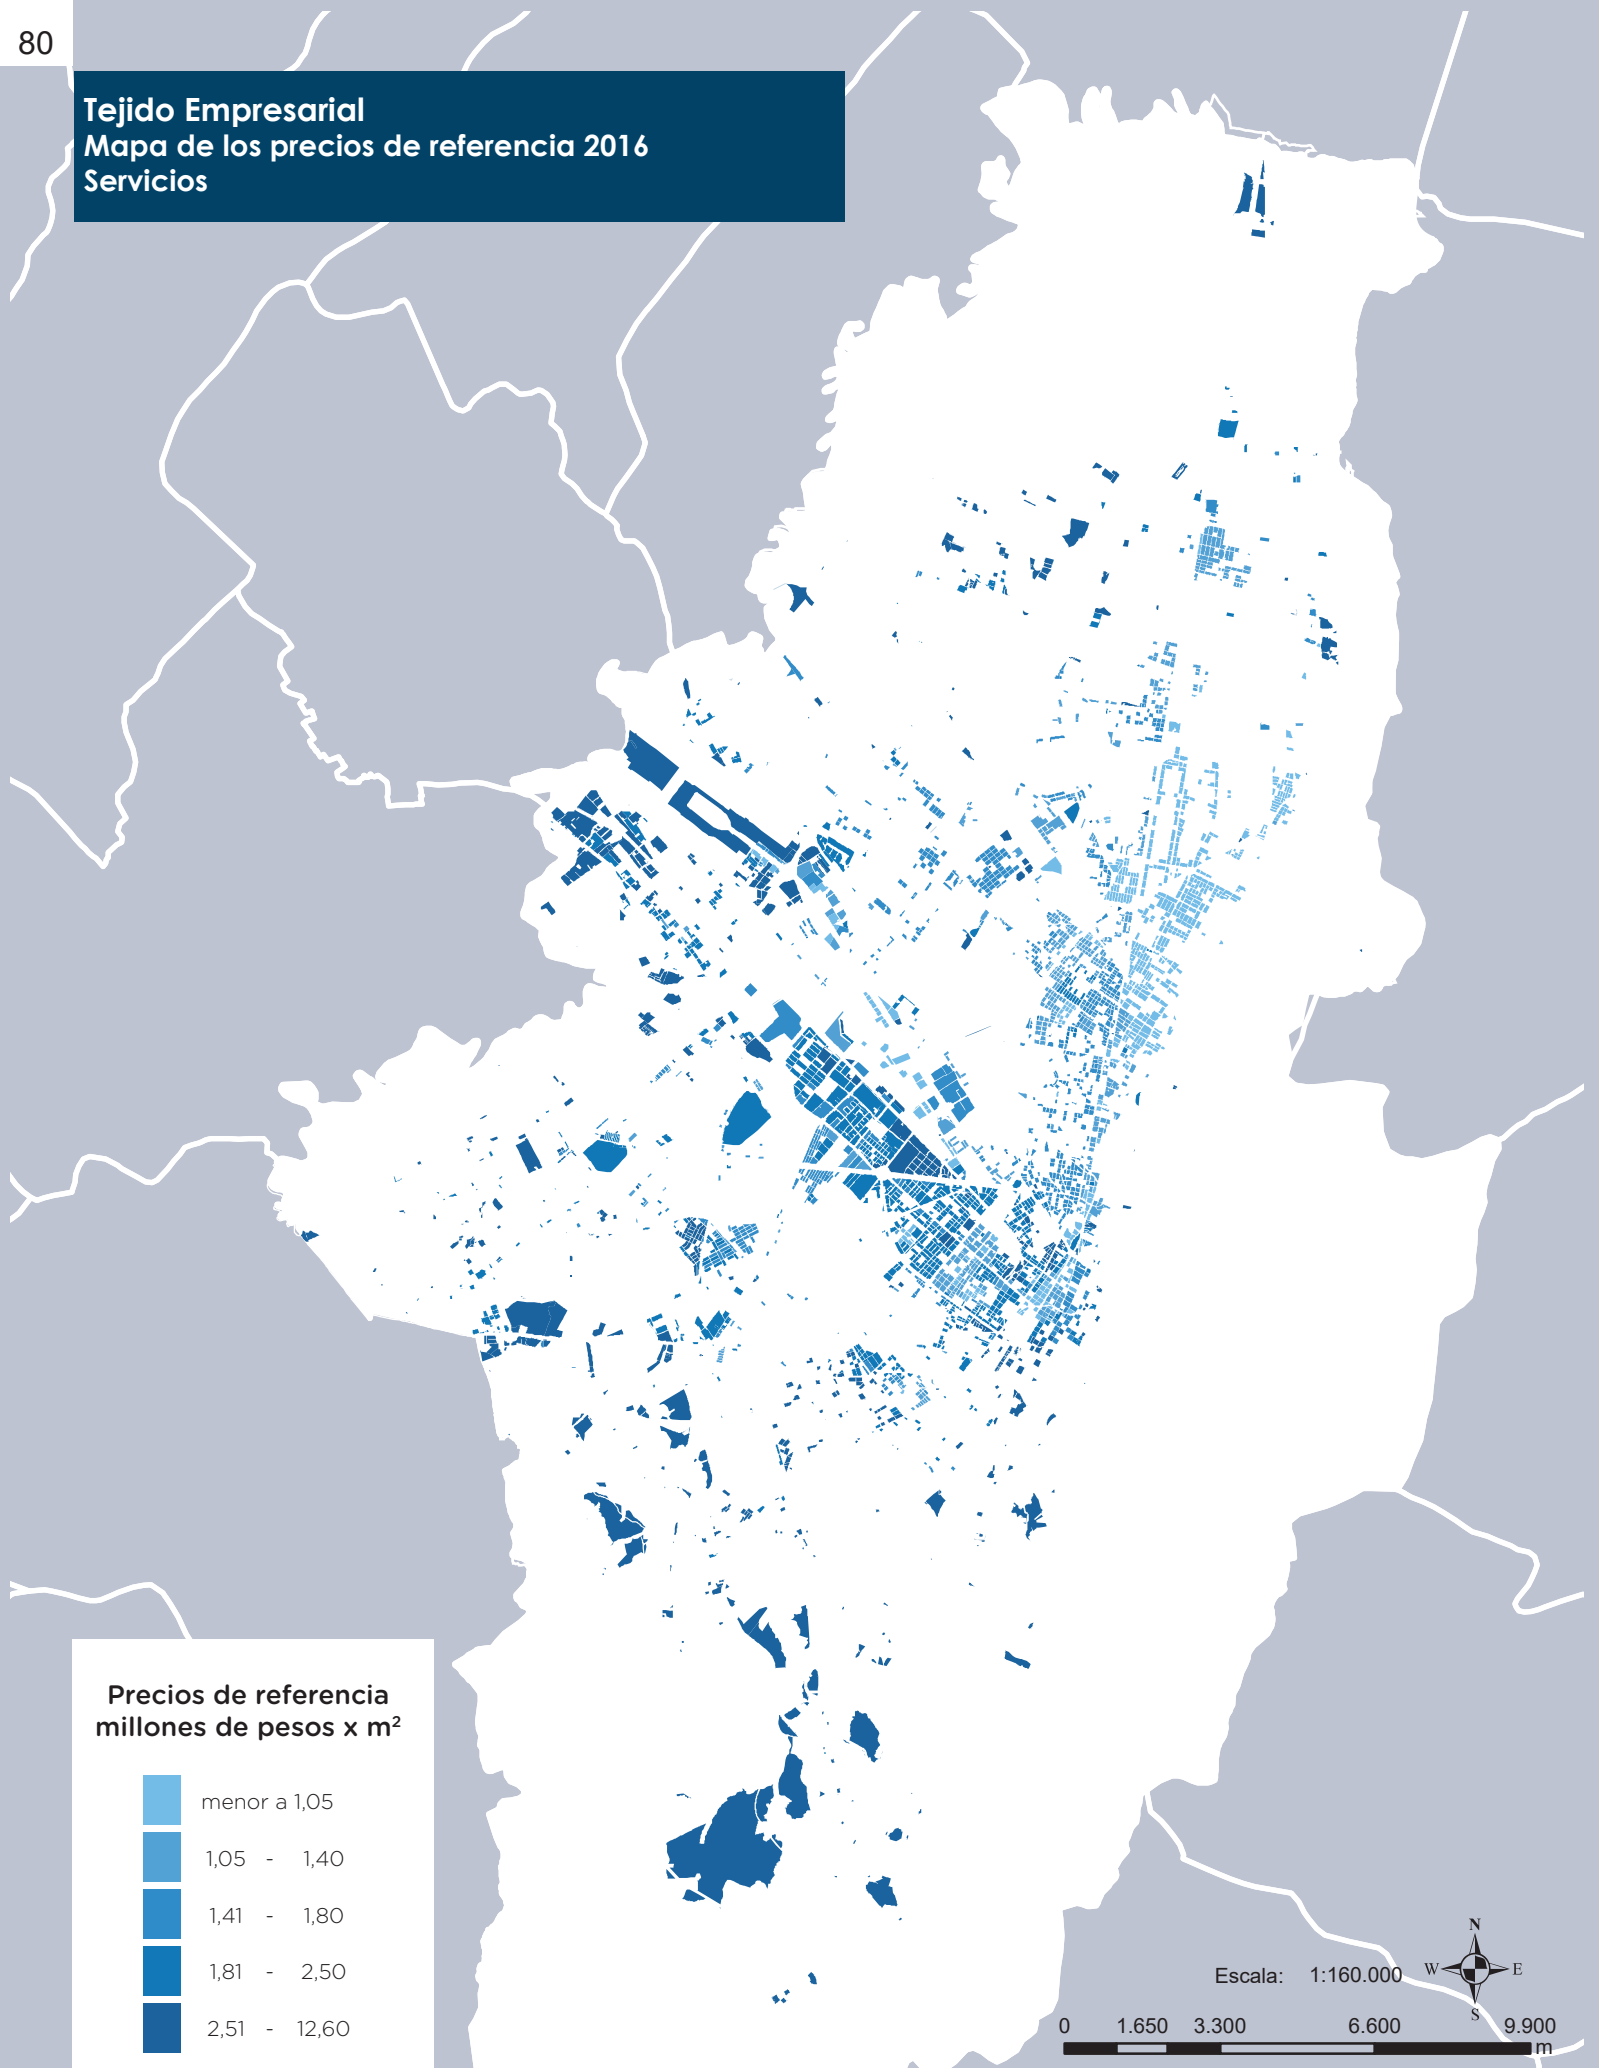 80
Tejido Empresarial
Mapa de los precios de referencia 2016
Servicios
Precios de referencia
millones de pesos x m²
menor a 1,05
1,05 - 1,40
1,41 - 1,80
1,81 - 2,50
2,51 - 12,60
N
W E
S
Escala: 1:160.000
0 1.650 3.300 6.600 9.900
m